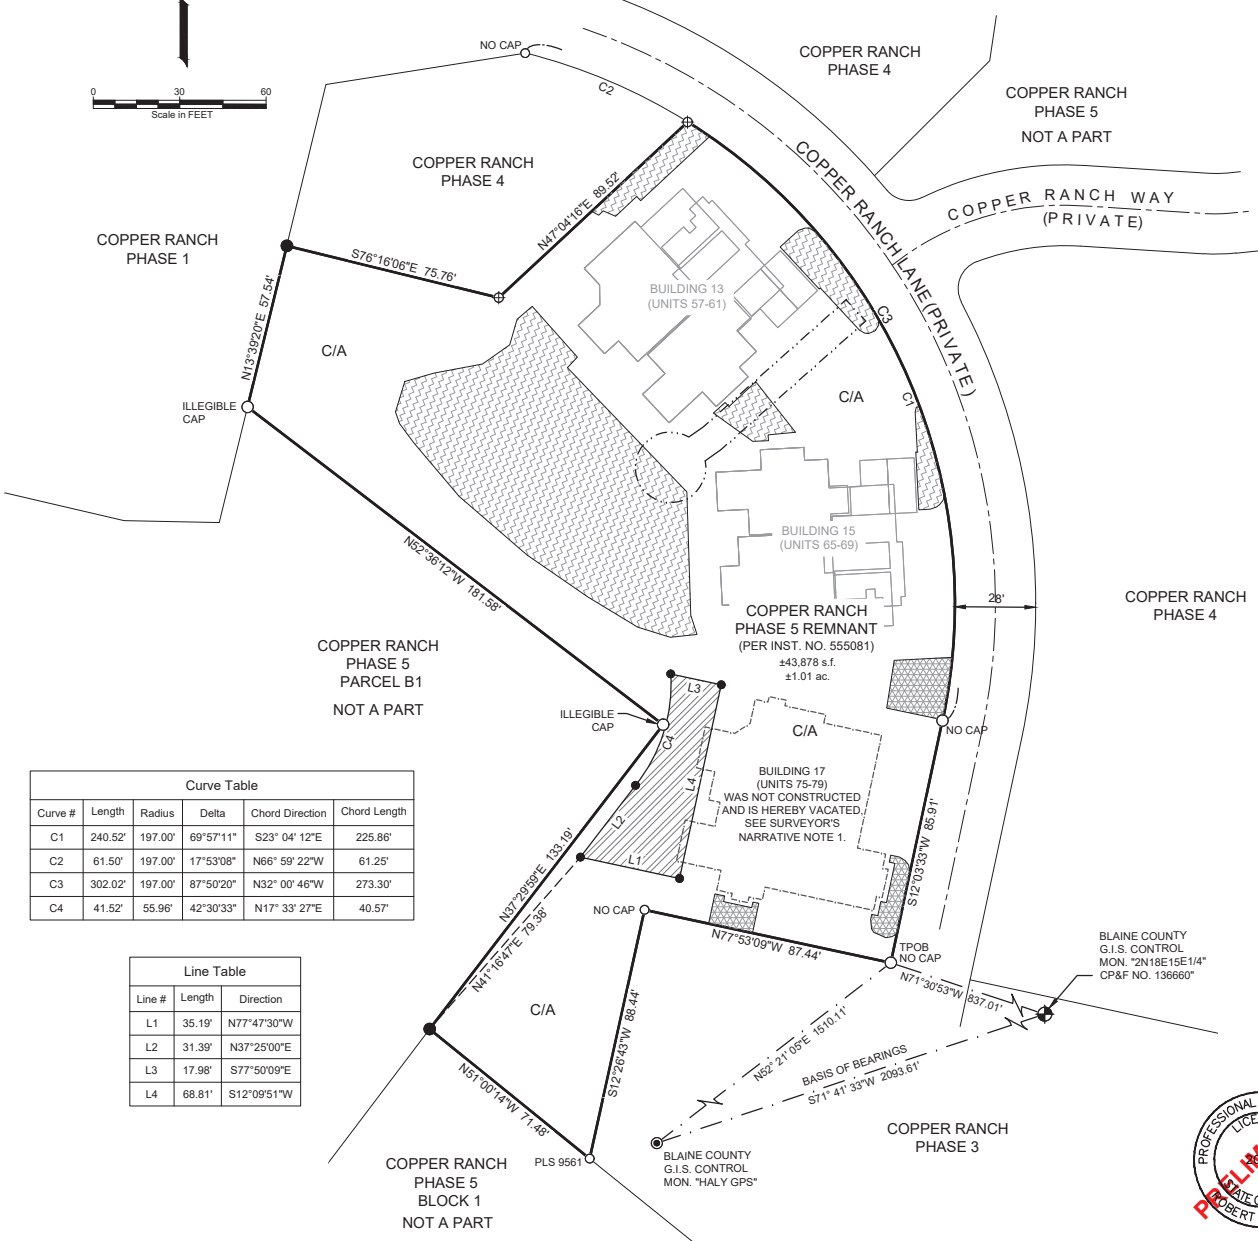 0 30 60
Scale in FEET
NO CAP
C2
COPPER RANCH
PHASE 4
COPPER RANCH
PHASE 5
NOT A PART
COPPER RANCH
PHASE 4
COPPER RANCH LANE (PRIVATE)
COPPER RANCH WAY
(PRIVATE)
COPPER RANCH
PHASE 1
N47°04'16"E 89.52'
S76°16'06"E 75.76'
N13°39'20"E 57.54'
BUILDING 13
(UNITS 57-61)
C3
C/A
C/A
C1
ILLEGIBLE
CAP
N52°36'12"W 181.58'
BUILDING 15
(UNITS 65-69)
28'
COPPER RANCH
PHASE 4
COPPER RANCH
PHASE 5 REMNANT
(PER INST. NO. 555081)
±43,878 s.f.
±1.01 ac.
COPPER RANCH
PHASE 5
PARCEL B1
NOT A PART
L3
ILLEGIBLE
CAP
C4
C/A
NO CAP
BUILDING 17
(UNITS 75-79)
WAS NOT CONSTRUCTED
AND IS HEREBY VACATED,
SEE SURVEYOR'S
NARRATIVE NOTE 1.
L4
L2
L1
S12°03'33"W 85.91'
N37°29'59"E 133.19'
N41°16'47"E 79.38'
NO CAP
N77°53'09"W 87.44'
TPOB
NO CAP
N71°30'53"W 837.01'
BLAINE COUNTY
G.I.S. CONTROL
MON. "2N18E15E1/4"
CP&F NO. 136660"
C/A
S12°26'43"W 88.44'
N52° 21' 05"E 1510.11'
BASIS OF BEARINGS
S71° 41' 33"W 2093.61'
N51°00'14"W 71.48'
PLS 9561
BLAINE COUNTY
G.I.S. CONTROL
MON. "HALY GPS"
COPPER RANCH
PHASE 3
COPPER RANCH
PHASE 5
BLOCK 1
NOT A PART
Curve Table
Curve # Length Radius Delta Chord Direction Chord Length
C1 240.52' 197.00' 69°57'11" S23° 04' 12"E 225.86'
C2 61.50' 197.00' 17°53'08" N66° 59' 22"W 61.25'
C3 302.02' 197.00' 87°50'20" N32° 00' 46"W 273.30'
C4 41.52' 55.96' 42°30'33" N17° 33' 27"E 40.57'
Line Table
Line # Length Direction
L1 35.19' N77°47'30"W
L2 31.39' N37°25'00"E
L3 17.98' S77°50'09"E
L4 68.81' S12°09'51"W
PROFESSIONAL
LICE
PRELIM
STATE O
ROBERT